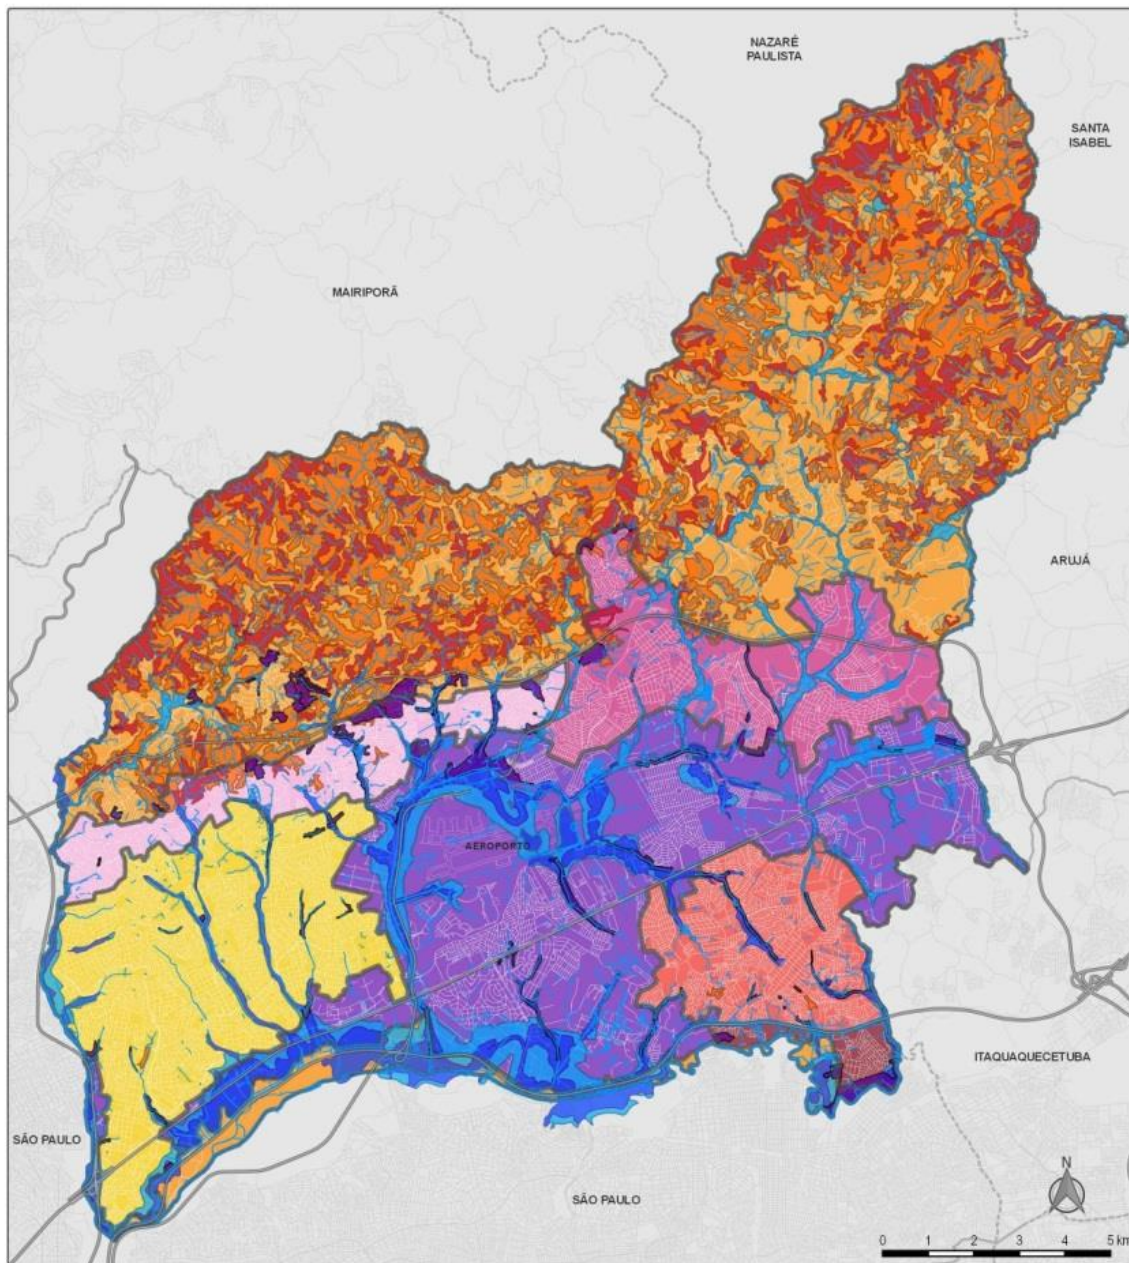 NAZARÉ
PAULISTA
SANTA
ISABEL
MAIRIPORÃ
ARUJÁ
AEROPORTO
ITAQUAQUECETUBA
SÃO PAULO
SÃO PAULO
N
0 1 2 3 4 5 km